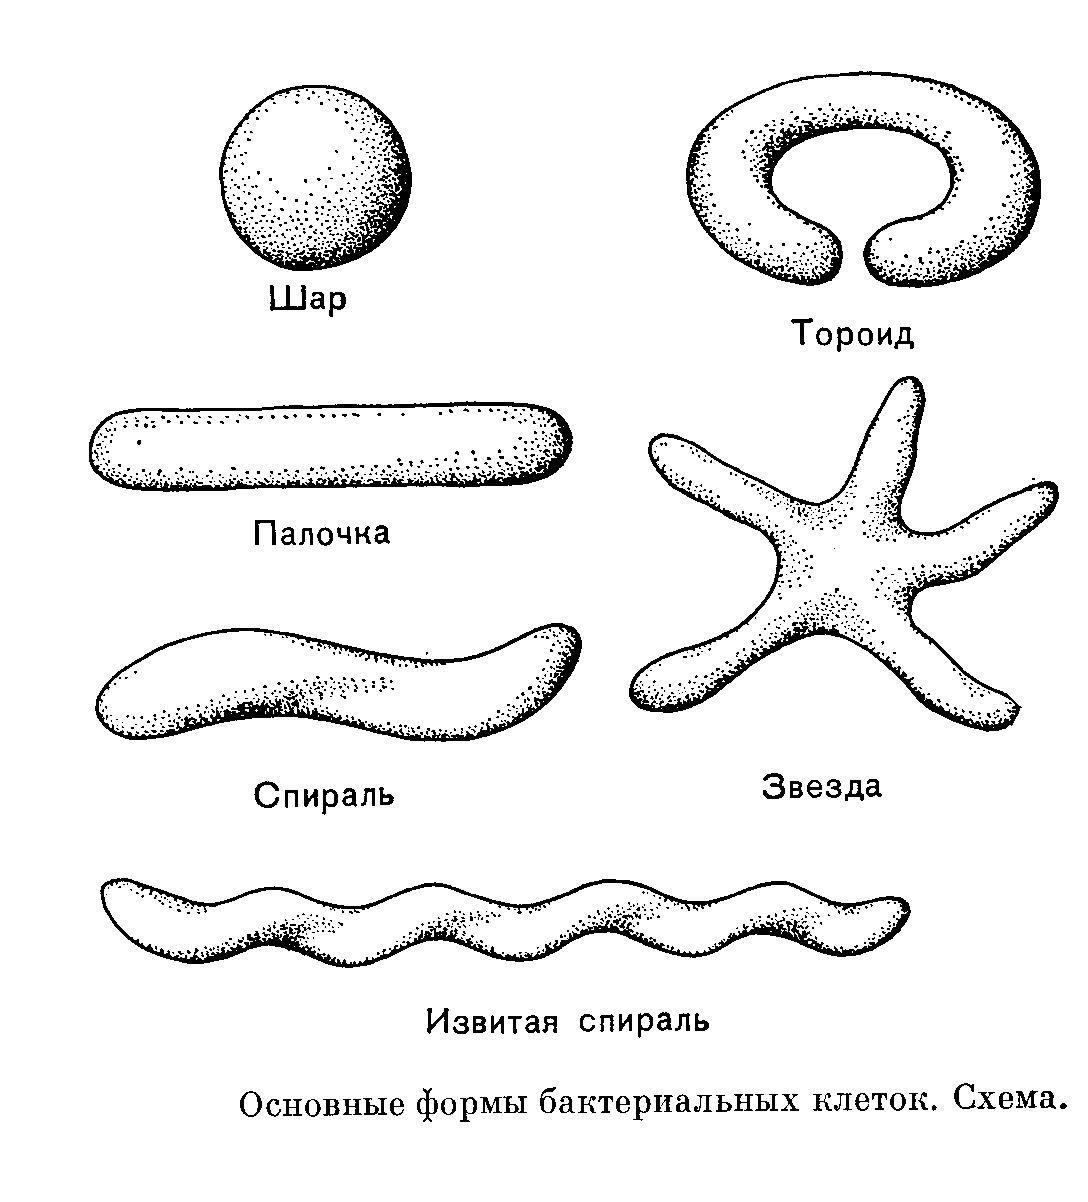 Шар
Тороид
Палочка
Звезда
Спираль
Извитая спираль
Основные формы бактериальных клеток. Схема.